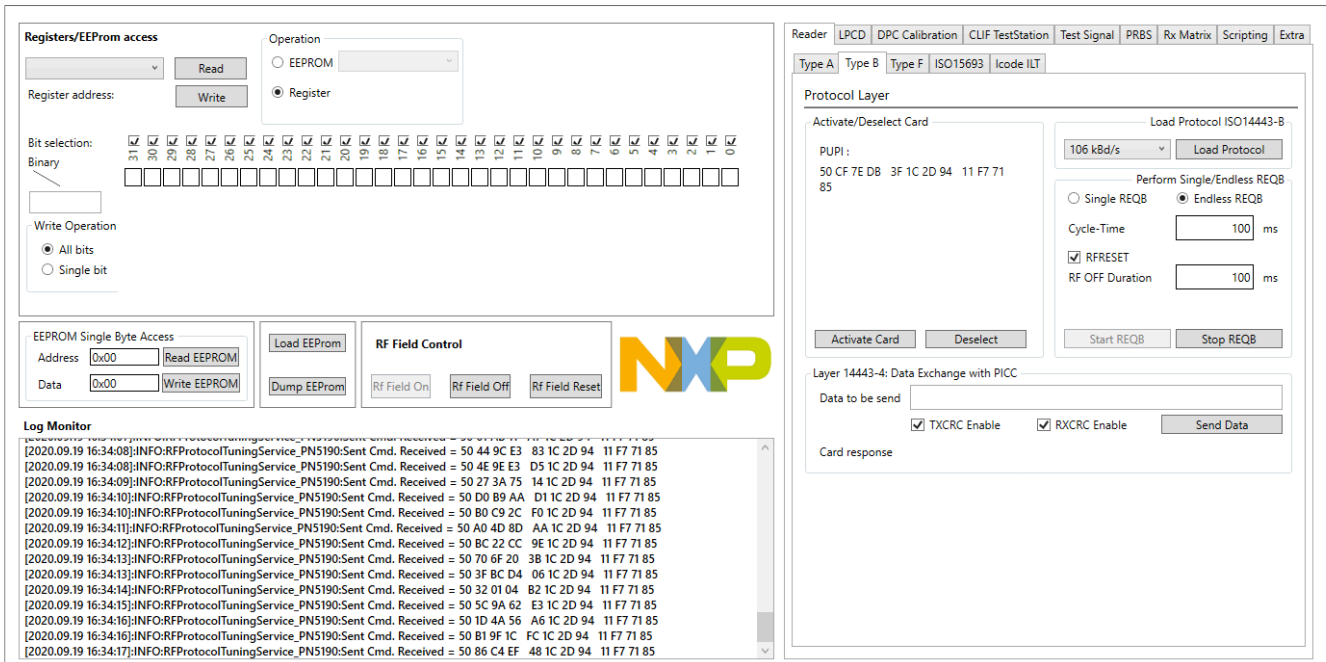 Registers/EEProm access
Operation
EEPROM
Read
Register address:
Write
Register
Bit selection:
31 30 29 28 27 26 25 24 23 22 21 20 19 18 17 16 15 14 13 12 11 10 9 8 7 6 5 4 3 2 1 0
Binary
Write Operation
All bits
Single bit
EEPROM Single Byte Access
Address 0x00 Read EEPROM
Data 0x00 Write EEPROM
Load EEProm
Dump EEProm
RF Field Control
Rf Field On Rf Field Off Rf Field Reset
NXP
Log Monitor
[2020.09.19 16:34:08]:INFO:RFProtocolTuningService_PN5190:Sent Cmd. Received = 50 44 9C E3 83 1C 2D 94 11 F7 71 85
[2020.09.19 16:34:08]:INFO:RFProtocolTuningService_PN5190:Sent Cmd. Received = 50 4E 9E E3 D5 1C 2D 94 11 F7 71 85
[2020.09.19 16:34:09]:INFO:RFProtocolTuningService_PN5190:Sent Cmd. Received = 50 27 3A 75 14 1C 2D 94 11 F7 71 85
[2020.09.19 16:34:10]:INFO:RFProtocolTuningService_PN5190:Sent Cmd. Received = 50 D0 B9 AA D1 1C 2D 94 11 F7 71 85
[2020.09.19 16:34:10]:INFO:RFProtocolTuningService_PN5190:Sent Cmd. Received = 50 B0 C9 2C F0 1C 2D 94 11 F7 71 85
[2020.09.19 16:34:11]:INFO:RFProtocolTuningService_PN5190:Sent Cmd. Received = 50 A0 4D 8D AA 1C 2D 94 11 F7 71 85
[2020.09.19 16:34:12]:INFO:RFProtocolTuningService_PN5190:Sent Cmd. Received = 50 BC 22 CC 9E 1C 2D 94 11 F7 71 85
[2020.09.19 16:34:13]:INFO:RFProtocolTuningService_PN5190:Sent Cmd. Received = 50 70 6F 20 3B 1C 2D 94 11 F7 71 85
[2020.09.19 16:34:13]:INFO:RFProtocolTuningService_PN5190:Sent Cmd. Received = 50 3F BC D4 06 1C 2D 94 11 F7 71 85
[2020.09.19 16:34:14]:INFO:RFProtocolTuningService_PN5190:Sent Cmd. Received = 50 32 01 04 B2 1C 2D 94 11 F7 71 85
[2020.09.19 16:34:15]:INFO:RFProtocolTuningService_PN5190:Sent Cmd. Received = 50 5C 9A 62 E3 1C 2D 94 11 F7 71 85
[2020.09.19 16:34:16]:INFO:RFProtocolTuningService_PN5190:Sent Cmd. Received = 50 1D 4A 56 A6 1C 2D 94 11 F7 71 85
[2020.09.19 16:34:16]:INFO:RFProtocolTuningService_PN5190:Sent Cmd. Received = 50 B1 9F 1C FC 1C 2D 94 11 F7 71 85
[2020.09.19 16:34:17]:INFO:RFProtocolTuningService_PN5190:Sent Cmd. Received = 50 86 C4 EF 48 1C 2D 94 11 F7 71 85
Reader LPCD DPC Calibration CLIF TestStation Test Signal PRBS Rx Matrix Scripting Extra
Type A Type B Type F ISO15693 Icode ILT
Protocol Layer
Activate/Deselect Card
PUPI :
50 CF 7E DB 3F 1C 2D 94 11 F7 71
85
Activate Card Deselect
Load Protocol ISO14443-B
106 kBd/s Load Protocol
Perform Single/Endless REQB
Single REQB Endless REQB
Cycle-Time 100 ms
RFRESET
RF OFF Duration 100 ms
Start REQB Stop REQB
Layer 14443-4: Data Exchange with PICC
Data to be send
TXCRC Enable RXCRC Enable Send Data
Card response